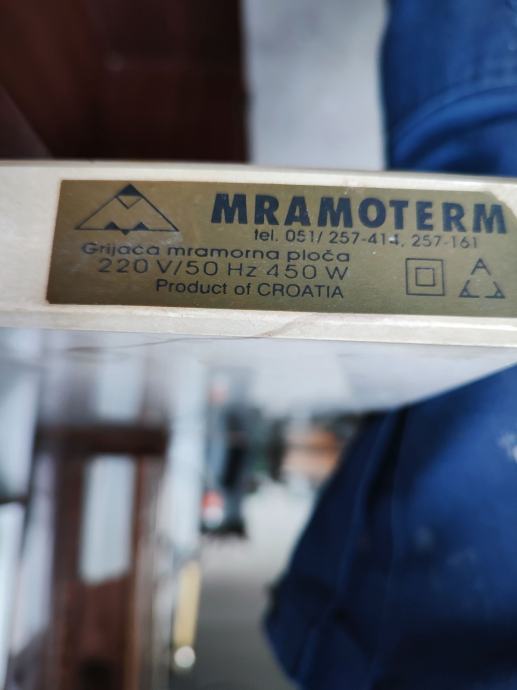 MRAMOTERM
tel. 051/ 257-414, 257-161
Grijaća mramorna ploča
220 V/50 Hz 450 W
Product of CROATIA